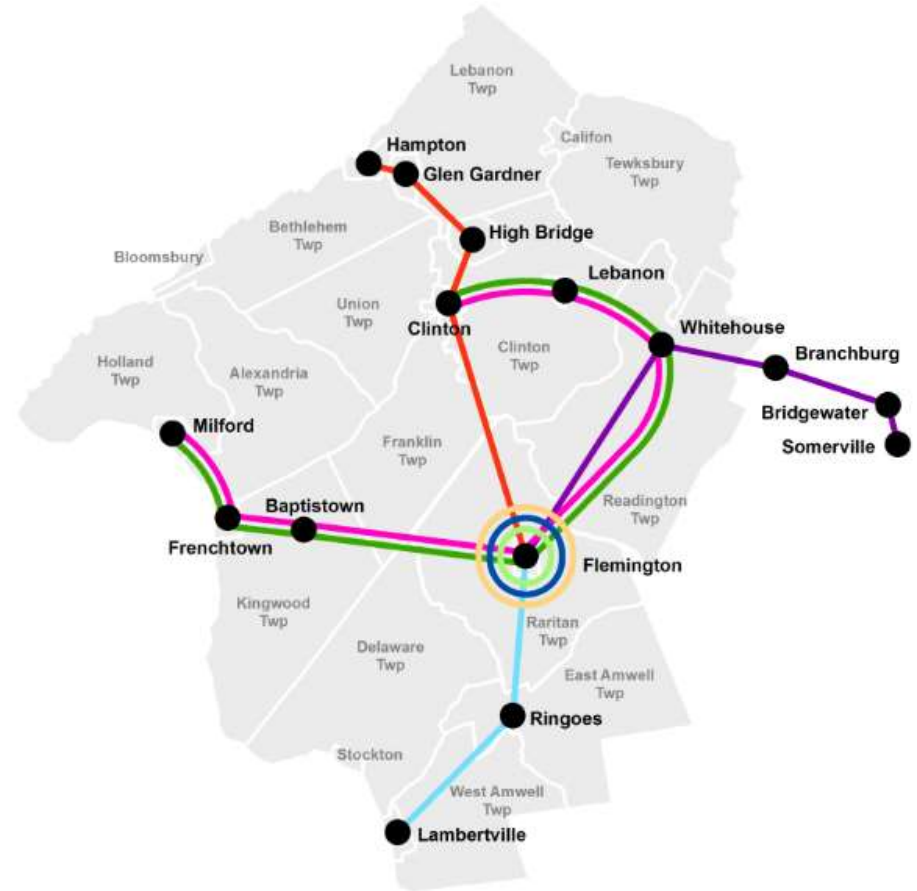 Lebanon
Twp
Hampton
Califon
Glen Gardner
Tewksbury
Twp
Bethlehem
Twp
High Bridge
Bloomsbury
Lebanon
Union
Twp
Clinton
Whitehouse
Clinton
Twp
Branchburg
Holland
Twp
Alexandria
Twp
Bridgewater
Milford
Franklin
Twp
Somerville
Baptistown
Readington
Twp
Frenchtown
Flemington
Kingwood
Twp
Raritan
Twp
Delaware
Twp
East Amwell
Twp
Ringoes
Stockton
West Amwell
Twp
Lambertville